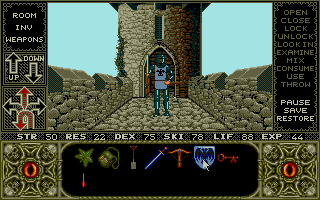 ROOM
INV
WEAPONS
UP
DOWN
OPEN
CLOSE
LOCK
UNLOCK
LOOK IN
EXAMINE
MIX
CONSUME
USE
THROW
PAUSE
SAVE
RESTORE
STR 50 RES 22 DEX 75 SKI 78 LIF 88 EXP 44